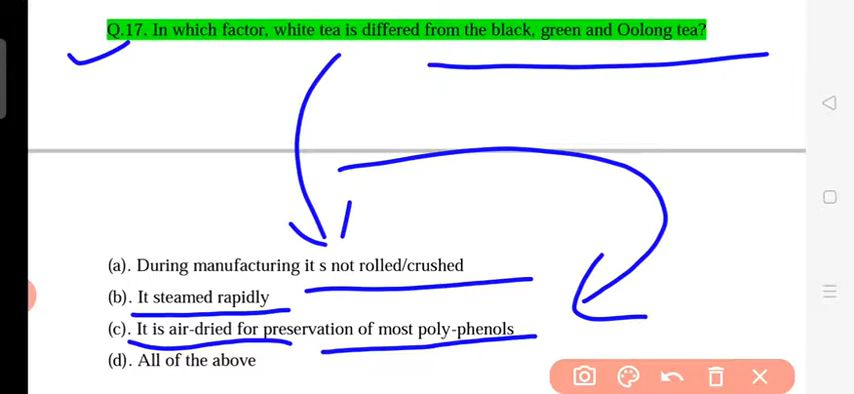 Q.17. In which factor, white tea is differed from the black, green and Oolong tea?
(a). During manufacturing it s not rolled/crushed
(b). It steamed rapidly
(c). It is air-dried for preservation of most poly-phenols
(d). All of the above